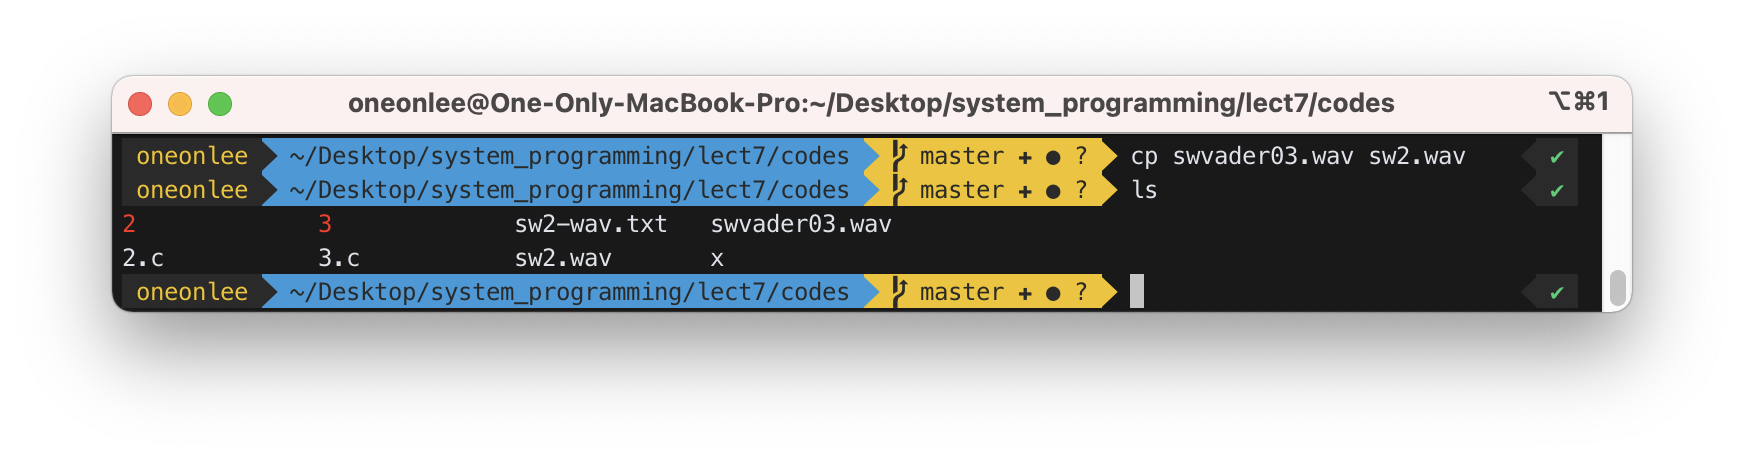 oneonlee@One-Only-MacBook-Pro:~/Desktop/system_programming/lect7/codes ⌥⌘1
oneonlee ~/Desktop/system_programming/lect7/codes master ✚ ● ? cp swvader03.wav sw2.wav ✔
oneonlee ~/Desktop/system_programming/lect7/codes master ✚ ● ? ls ✔
2 3 sw2-wav.txt swvader03.wav
2.c 3.c sw2.wav x
oneonlee ~/Desktop/system_programming/lect7/codes master ✚ ● ? ✔